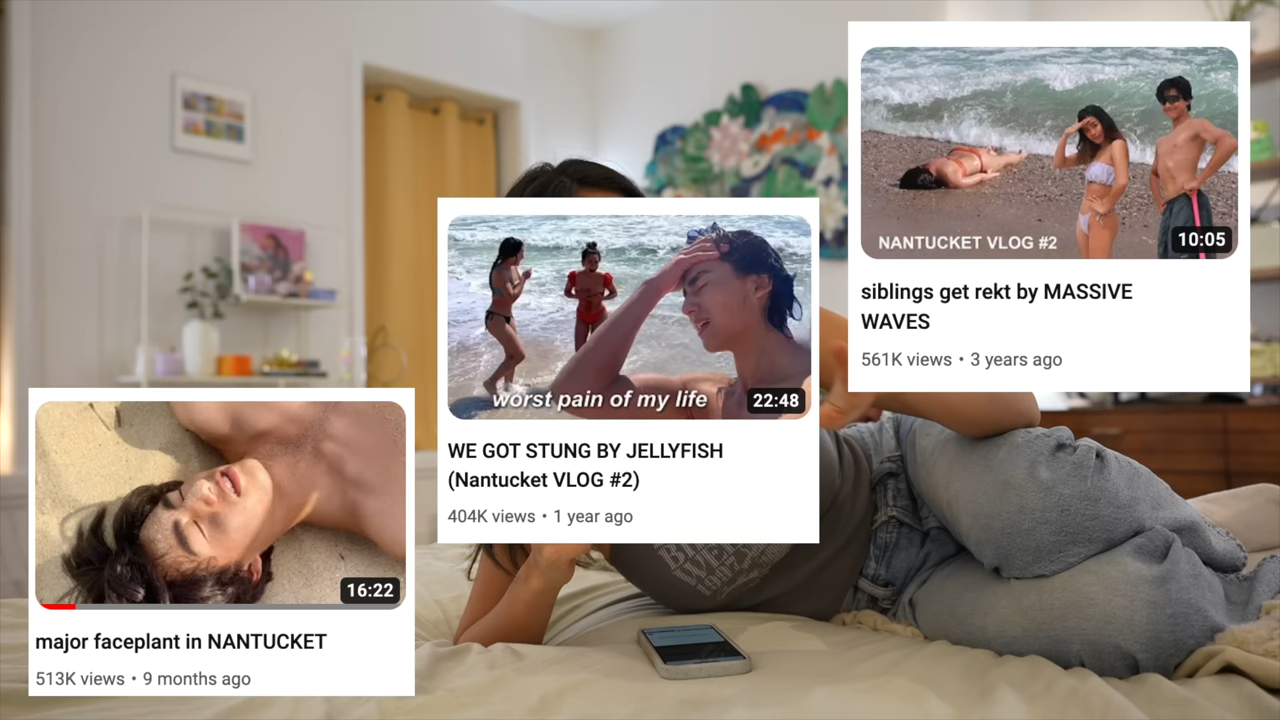 NANTUCKET VLOG #2
10:05
siblings get rekt by MASSIVE
WAVES
561K views • 3 years ago
worst pain of my life
22:48
WE GOT STUNG BY JELLYFISH
(Nantucket VLOG #2)
404K views • 1 year ago
16:22
major faceplant in NANTUCKET
513K views • 9 months ago